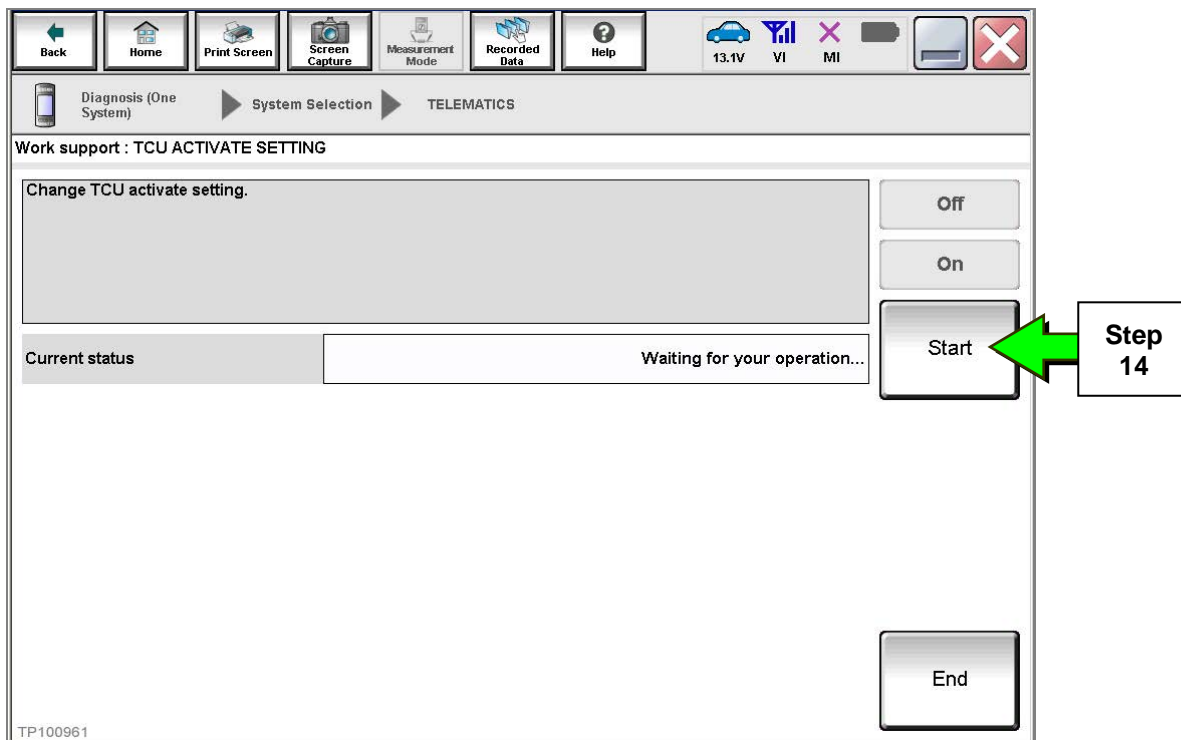 Back
Home
Print Screen
Screen
Capture
Measurement
Mode
Recorded
Data
Help
13.1V
VI
MI
Diagnosis (One
System)
System Selection
TELEMATICS
Work support : TCU ACTIVATE SETTING
Change TCU activate setting.
Off
On
Current status
Waiting for your operation...
Start
Step
14
End
TP100961